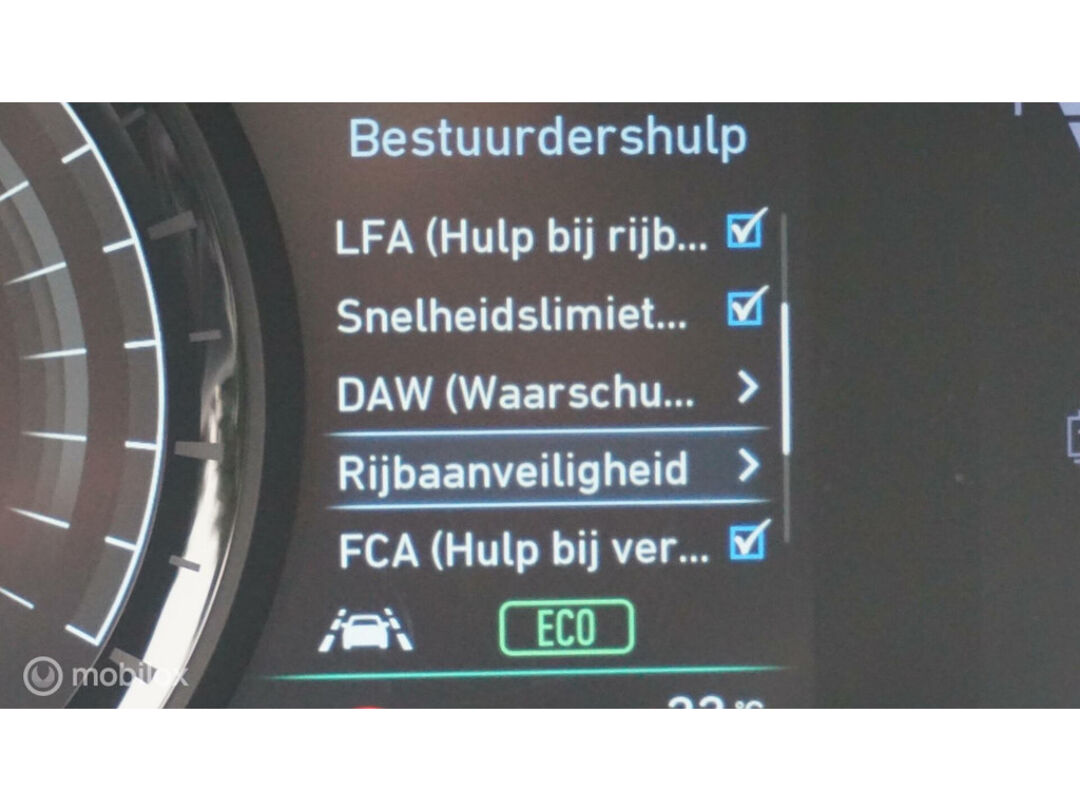 Bestuurdershulp
LFA (Hulp bij rijb...
Snelheidslimiet...
DAW (Waarschu...
Rijbaanveiligheid
FCA (Hulp bij ver...
ECO
mobilox
°C